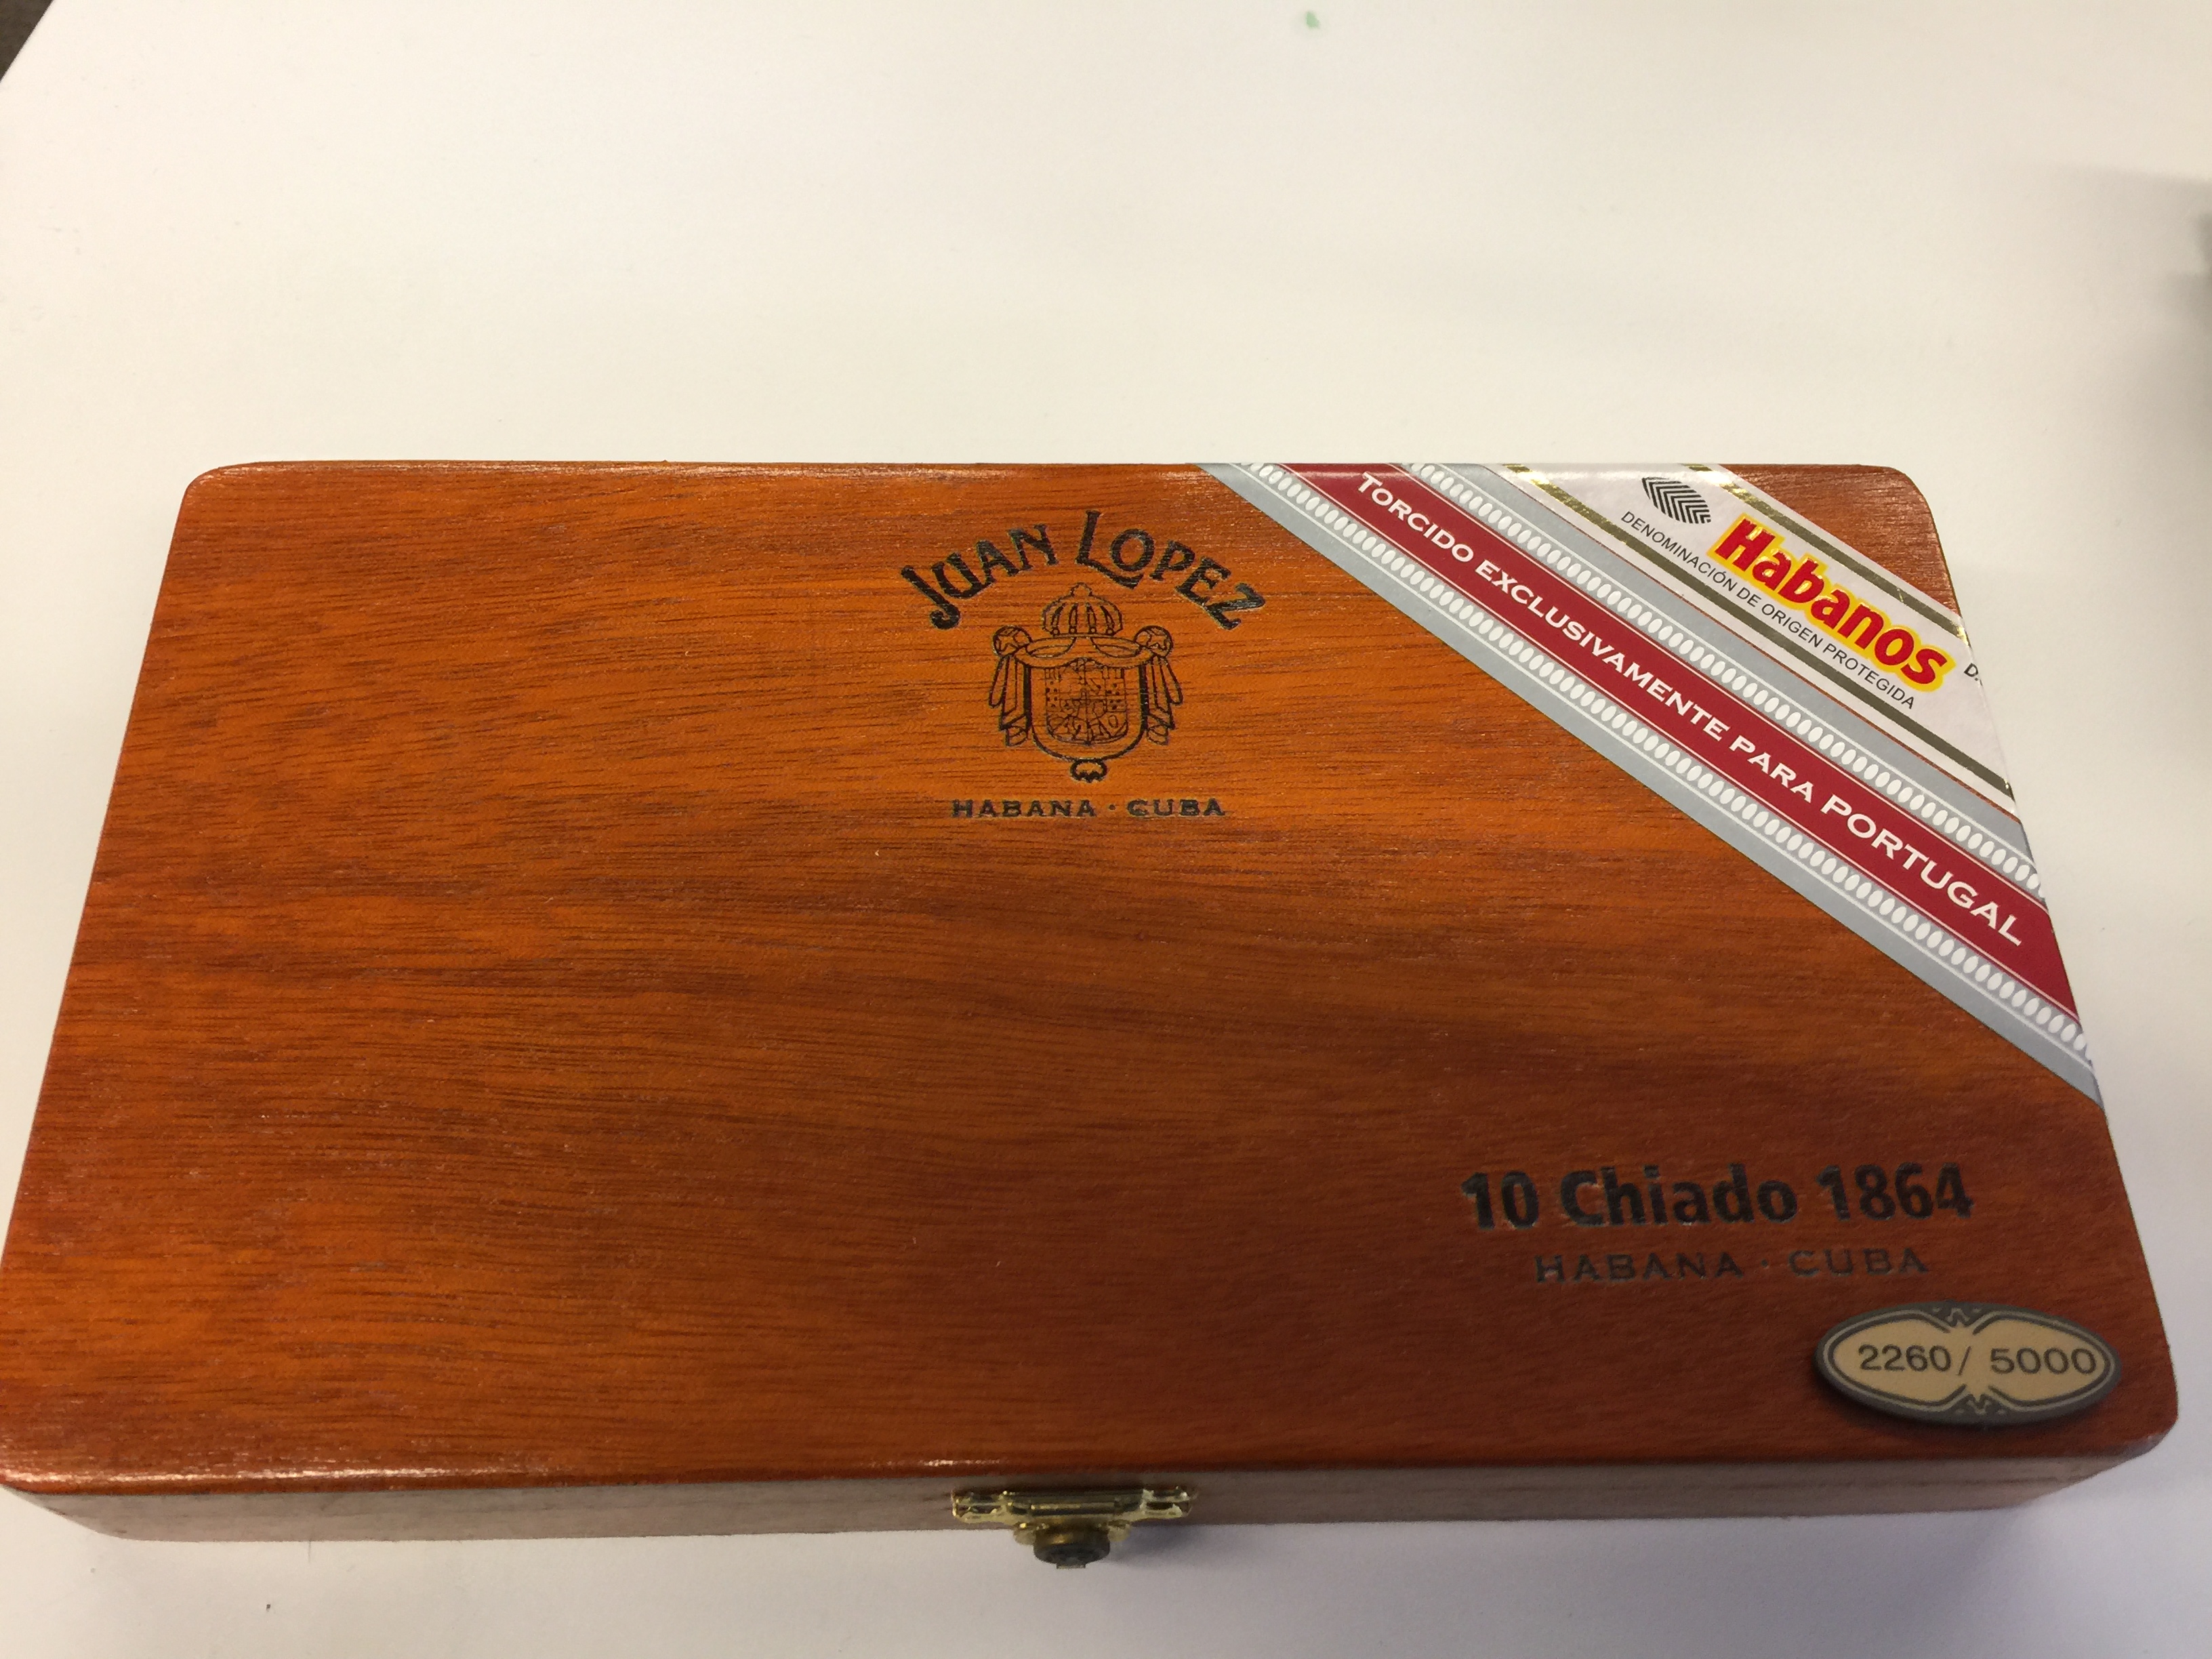 JUAN LOPEZ
HABANA · CUBA
TORCIDO EXCLUSIVAMENTE PARA PORTUGAL
Habanos
DENOMINACIÓN DE ORIGEN PROTEGIDA
10 Chiado 1864
HABANA · CUBA
2260/ 5000